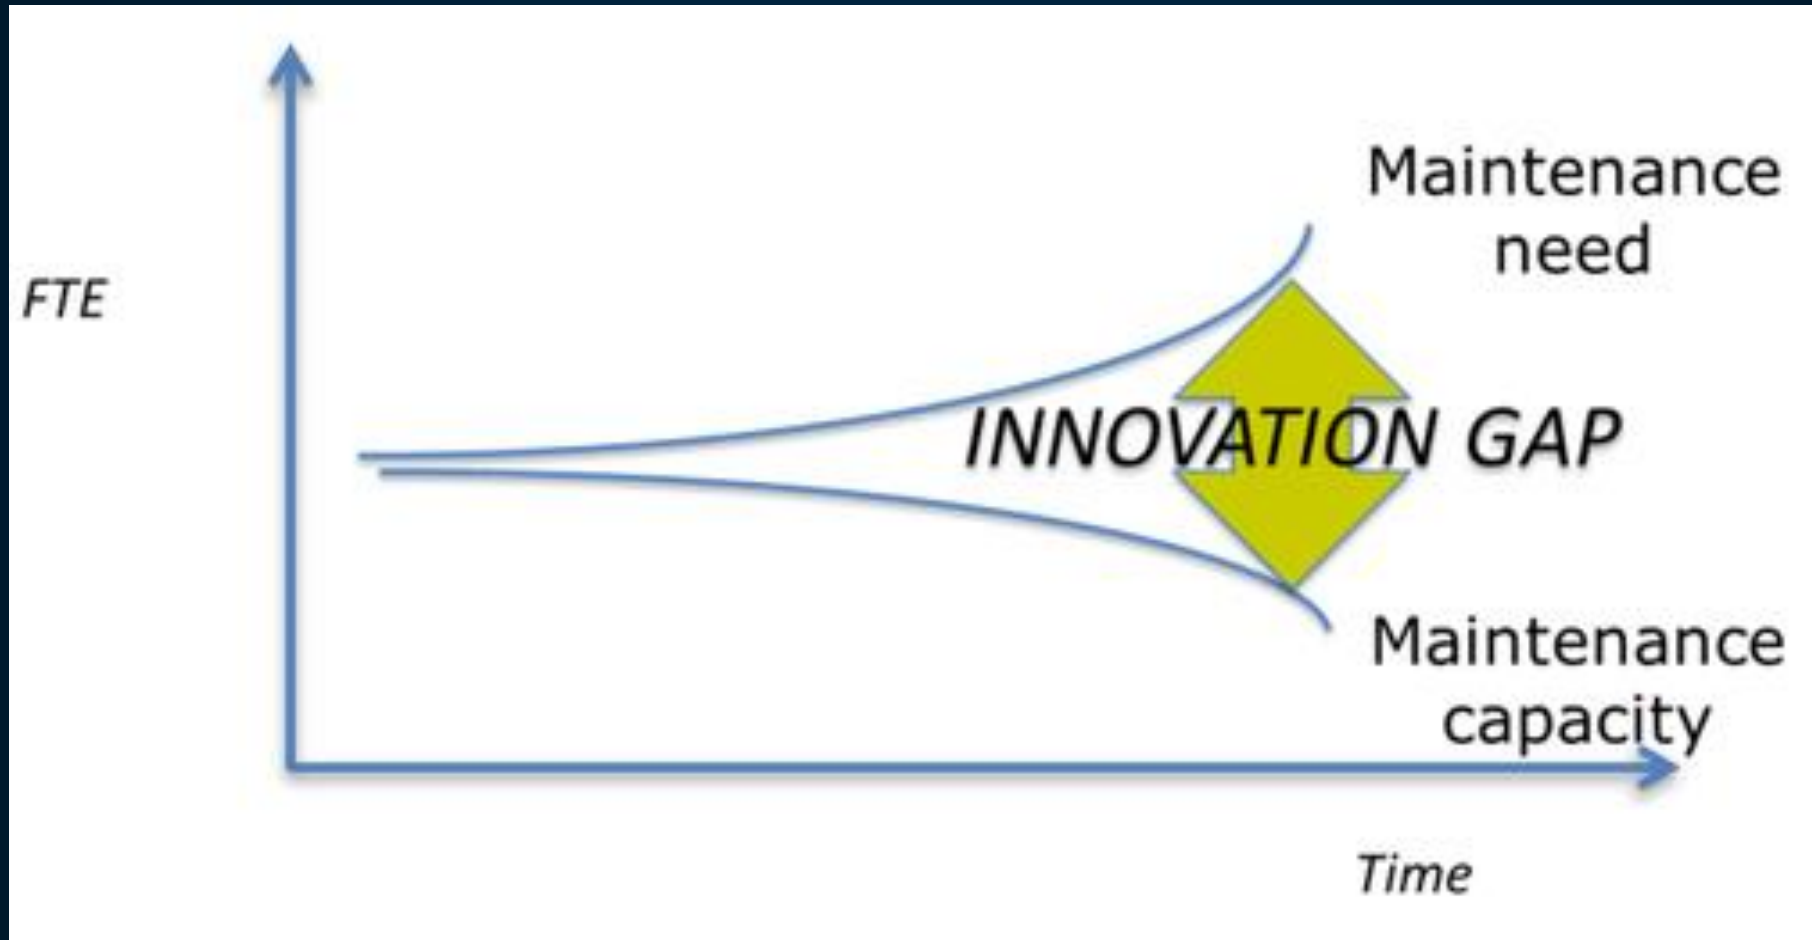 Maintenance
need
FTE
INNOVATION GAP
Maintenance
capacity
Time